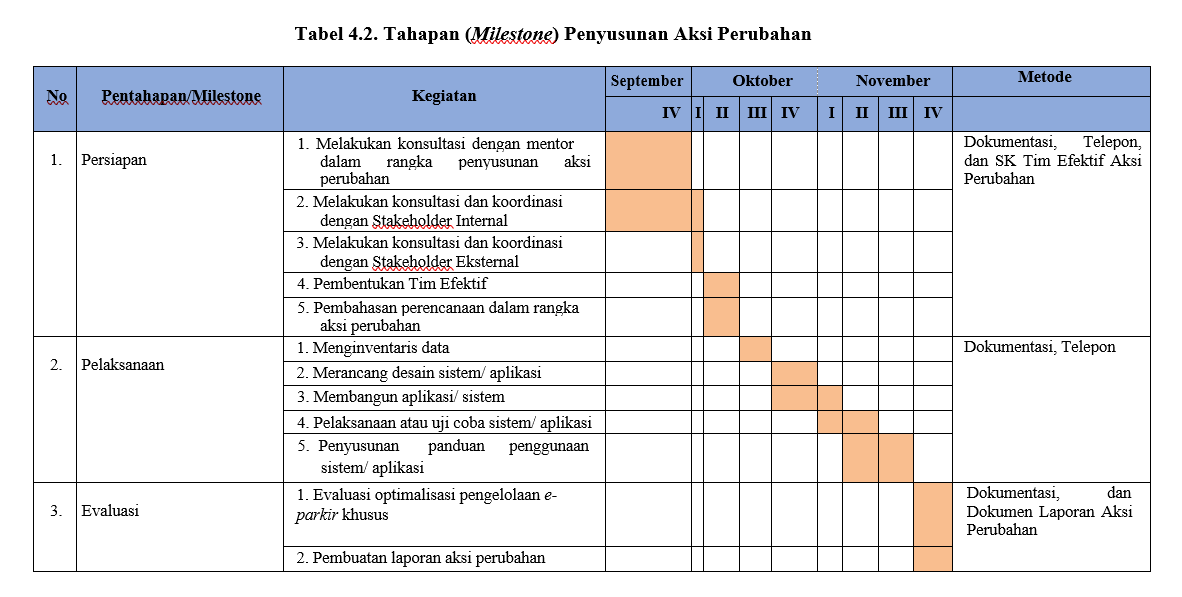 Tabel 4.2. Tahapan (Milestone) Penyusunan Aksi Perubahan
No Pentahapan/Milestone Kegiatan September Oktober November Metode
IV I II III IV I II III IV
1. Persiapan
1. Melakukan konsultasi dengan mentor
dalam rangka penyusunan aksi
perubahan
Dokumentasi, Telepon,
dan SK Tim Efektif Aksi
Perubahan
2. Melakukan konsultasi dan koordinasi
dengan Stakeholder Internal
3. Melakukan konsultasi dan koordinasi
dengan Stakeholder Eksternal
4. Pembentukan Tim Efektif
5. Pembahasan perencanaan dalam rangka
aksi perubahan
2. Pelaksanaan
1. Menginventaris data
Dokumentasi, Telepon
2. Merancang desain sistem/ aplikasi
3. Membangun aplikasi/ sistem
4. Pelaksanaan atau uji coba sistem/ aplikasi
5. Penyusunan panduan penggunaan
sistem/ aplikasi
3. Evaluasi
1. Evaluasi optimalisasi pengelolaan e-
parkir khusus
Dokumentasi, dan
Dokumen Laporan Aksi
Perubahan
2. Pembuatan laporan aksi perubahan